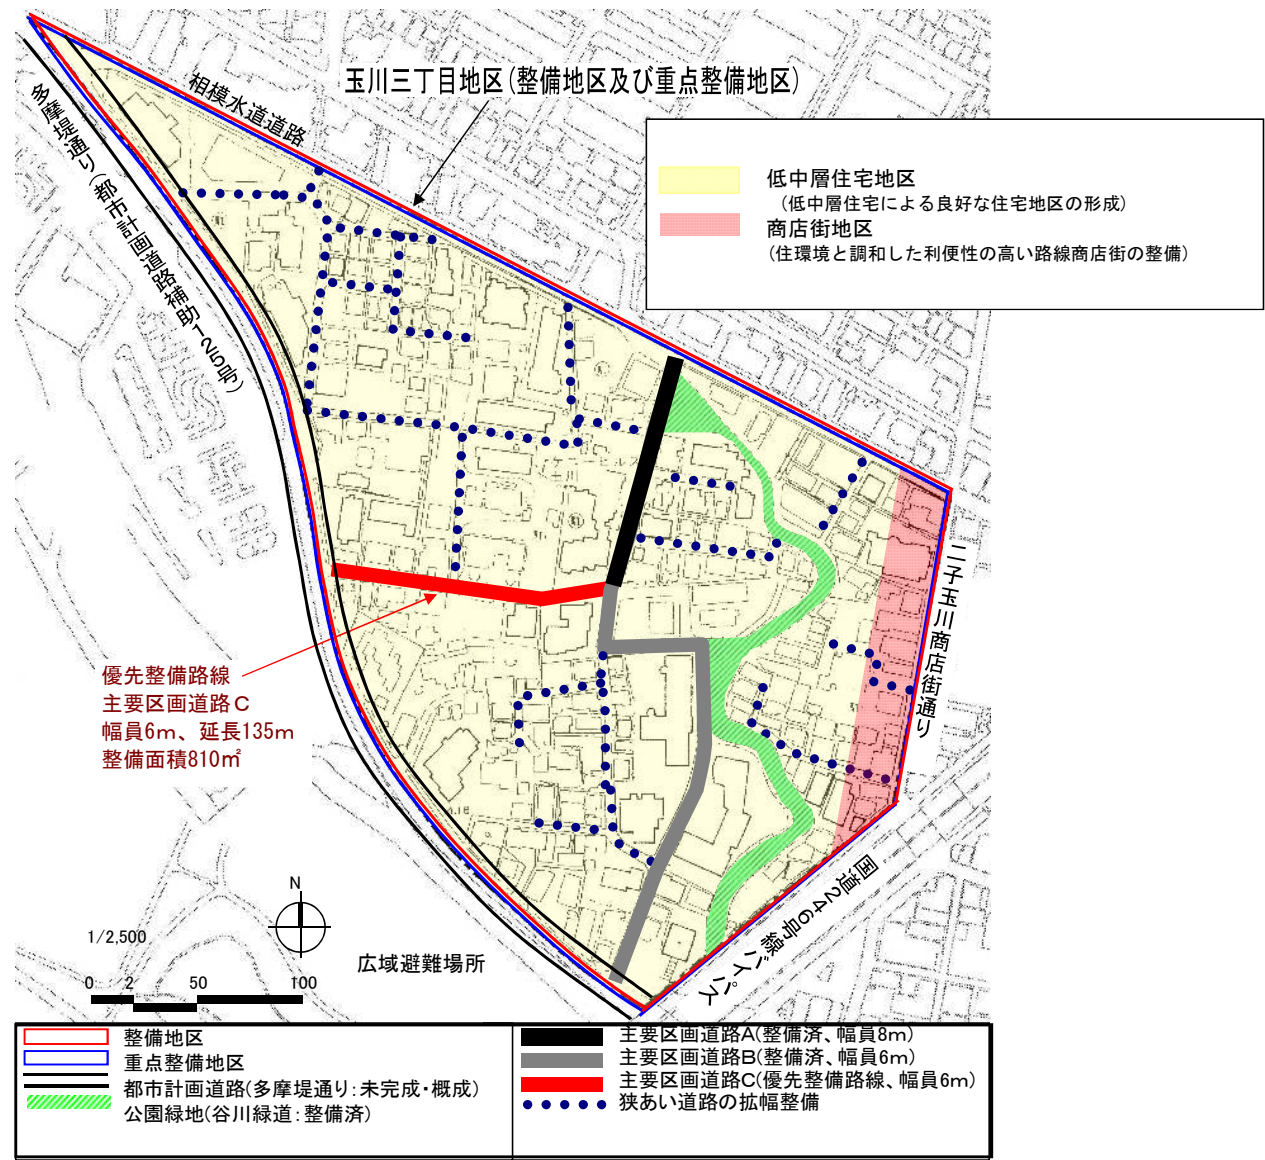 玉川三丁目地区(整備地区及び重点整備地区)
相模水道道路
多摩堤通り(都市計画道路補助125号)
低中層住宅地区
(低中層住宅による良好な住宅地区の形成)
商店街地区
(住環境と調和した利便性の高い路線商店街の整備)
二子玉川商店街通り
優先整備路線
主要区画道路C
幅員6m、延長135m
整備面積810㎡
国道246号線バイパス
N
1/2,500
0 2 50 100
広域避難場所
整備地区
重点整備地区
都市計画道路(多摩堤通り:未完成・概成)
公園緑地(谷川緑道:整備済)
主要区画道路A(整備済、幅員8m)
主要区画道路B(整備済、幅員6m)
主要区画道路C(優先整備路線、幅員6m)
狭あい道路の拡幅整備